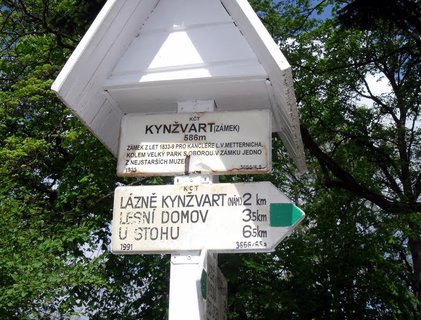 KČT
KYNŽVART (ZÁMEK)
586m
ZÁMEK Z LET 1833-9 PRO KANCLÉŘE L.V. METTERNICHA,
KOLEM VELKÝ PARK S OBOROU. V ZÁMKU JEDNO
Z NEJSTARŠÍCH MUZEÍ
KČT
LÁZNĚ KYNŽVART (NÁM.) 2 km
LESNÍ DOMOV 3,5 km
U STOHU 6,5 km
1991